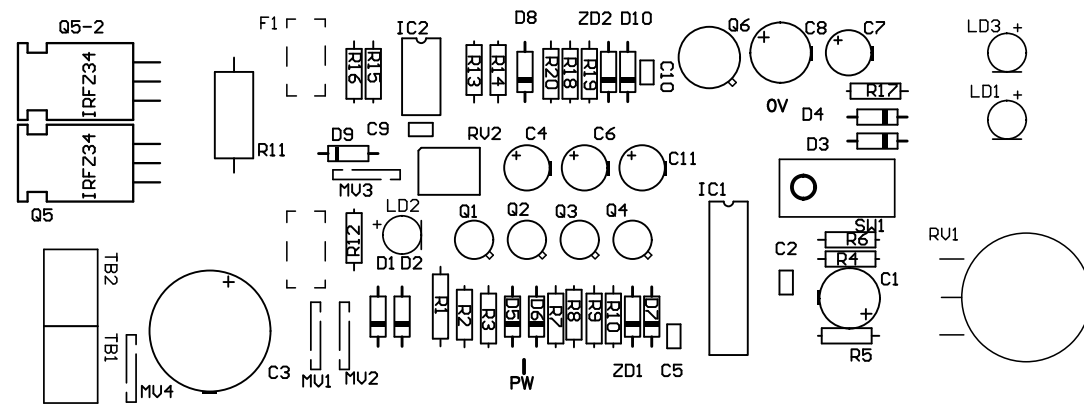 Q5-2
F1
IC2
D8
ZD2
D10
Q6
C8
C7
LD3
+
IRFZ34
R16
R15
R13
R14
R20
R18
R19
C10
+
+
0V
R17
LD1
+
D4
R11
D9
C9
RV2
C4
+
C6
+
C11
+
D3
IRFZ34
MV3
IC1
Q5
LD2
+
Q1
Q2
Q3
Q4
SW1
R12
R6
RV1
TB2
D1
D2
C2
R4
C1
+
+
R1
R2
R3
D5
D6
R7
R8
R9
R10
D7
R5
TB1
C3
MV1
MV2
PW
ZD1
C5
MV4